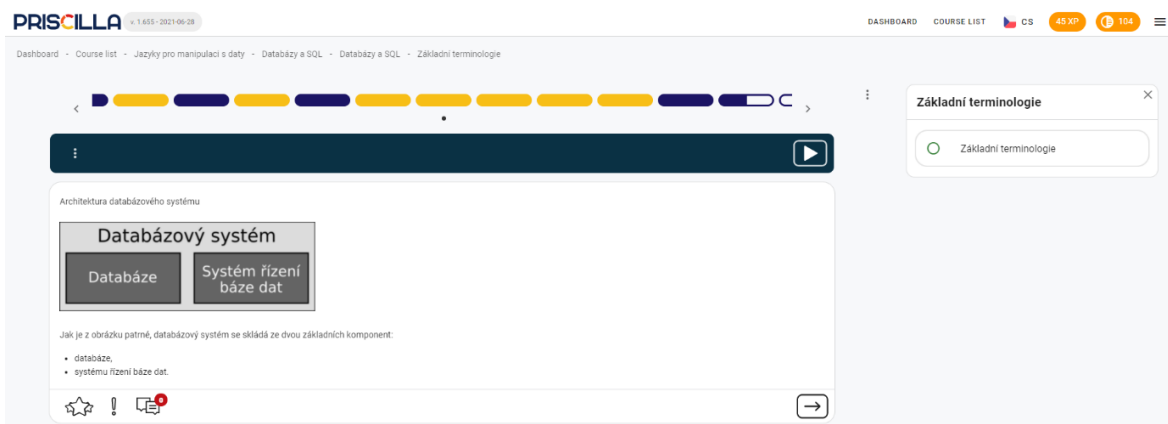 PRISCILLA v. 1.655 - 2021-06-28 DASHBOARD COURSE LIST CS 45 XP 104
Dashboard - Course list - Jazyky pro manipulaci s daty - Databázy a SQL - Databázy a SQL - Základní terminologie
Základní terminologie
Základní terminologie
Architektura databázového systému
Databázový systém
Databáze
Systém řízení
báze dat
Jak je z obrázku patrné, databázový systém se skládá ze dvou základních komponent:
• databáze,
• systému řízení báze dat.